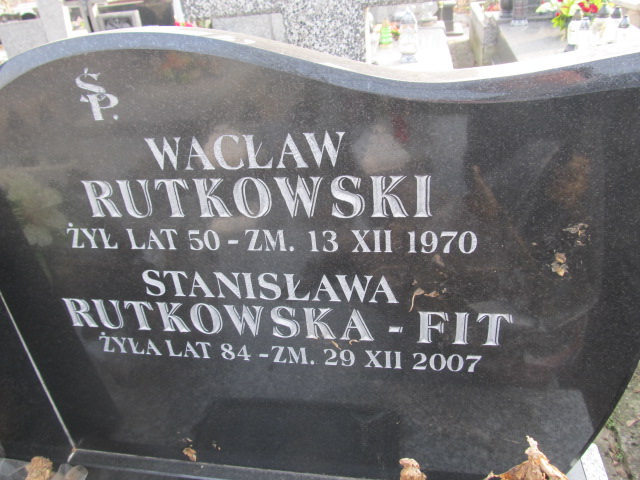 ŚP.
WACŁAW
RUTKOWSKI
ŻYŁ LAT 50 - ZM. 13 XII 1970
STANISŁAWA
RUTKOWSKA - FIT
ŻYŁA LAT 84 - ZM. 29 XII 2007